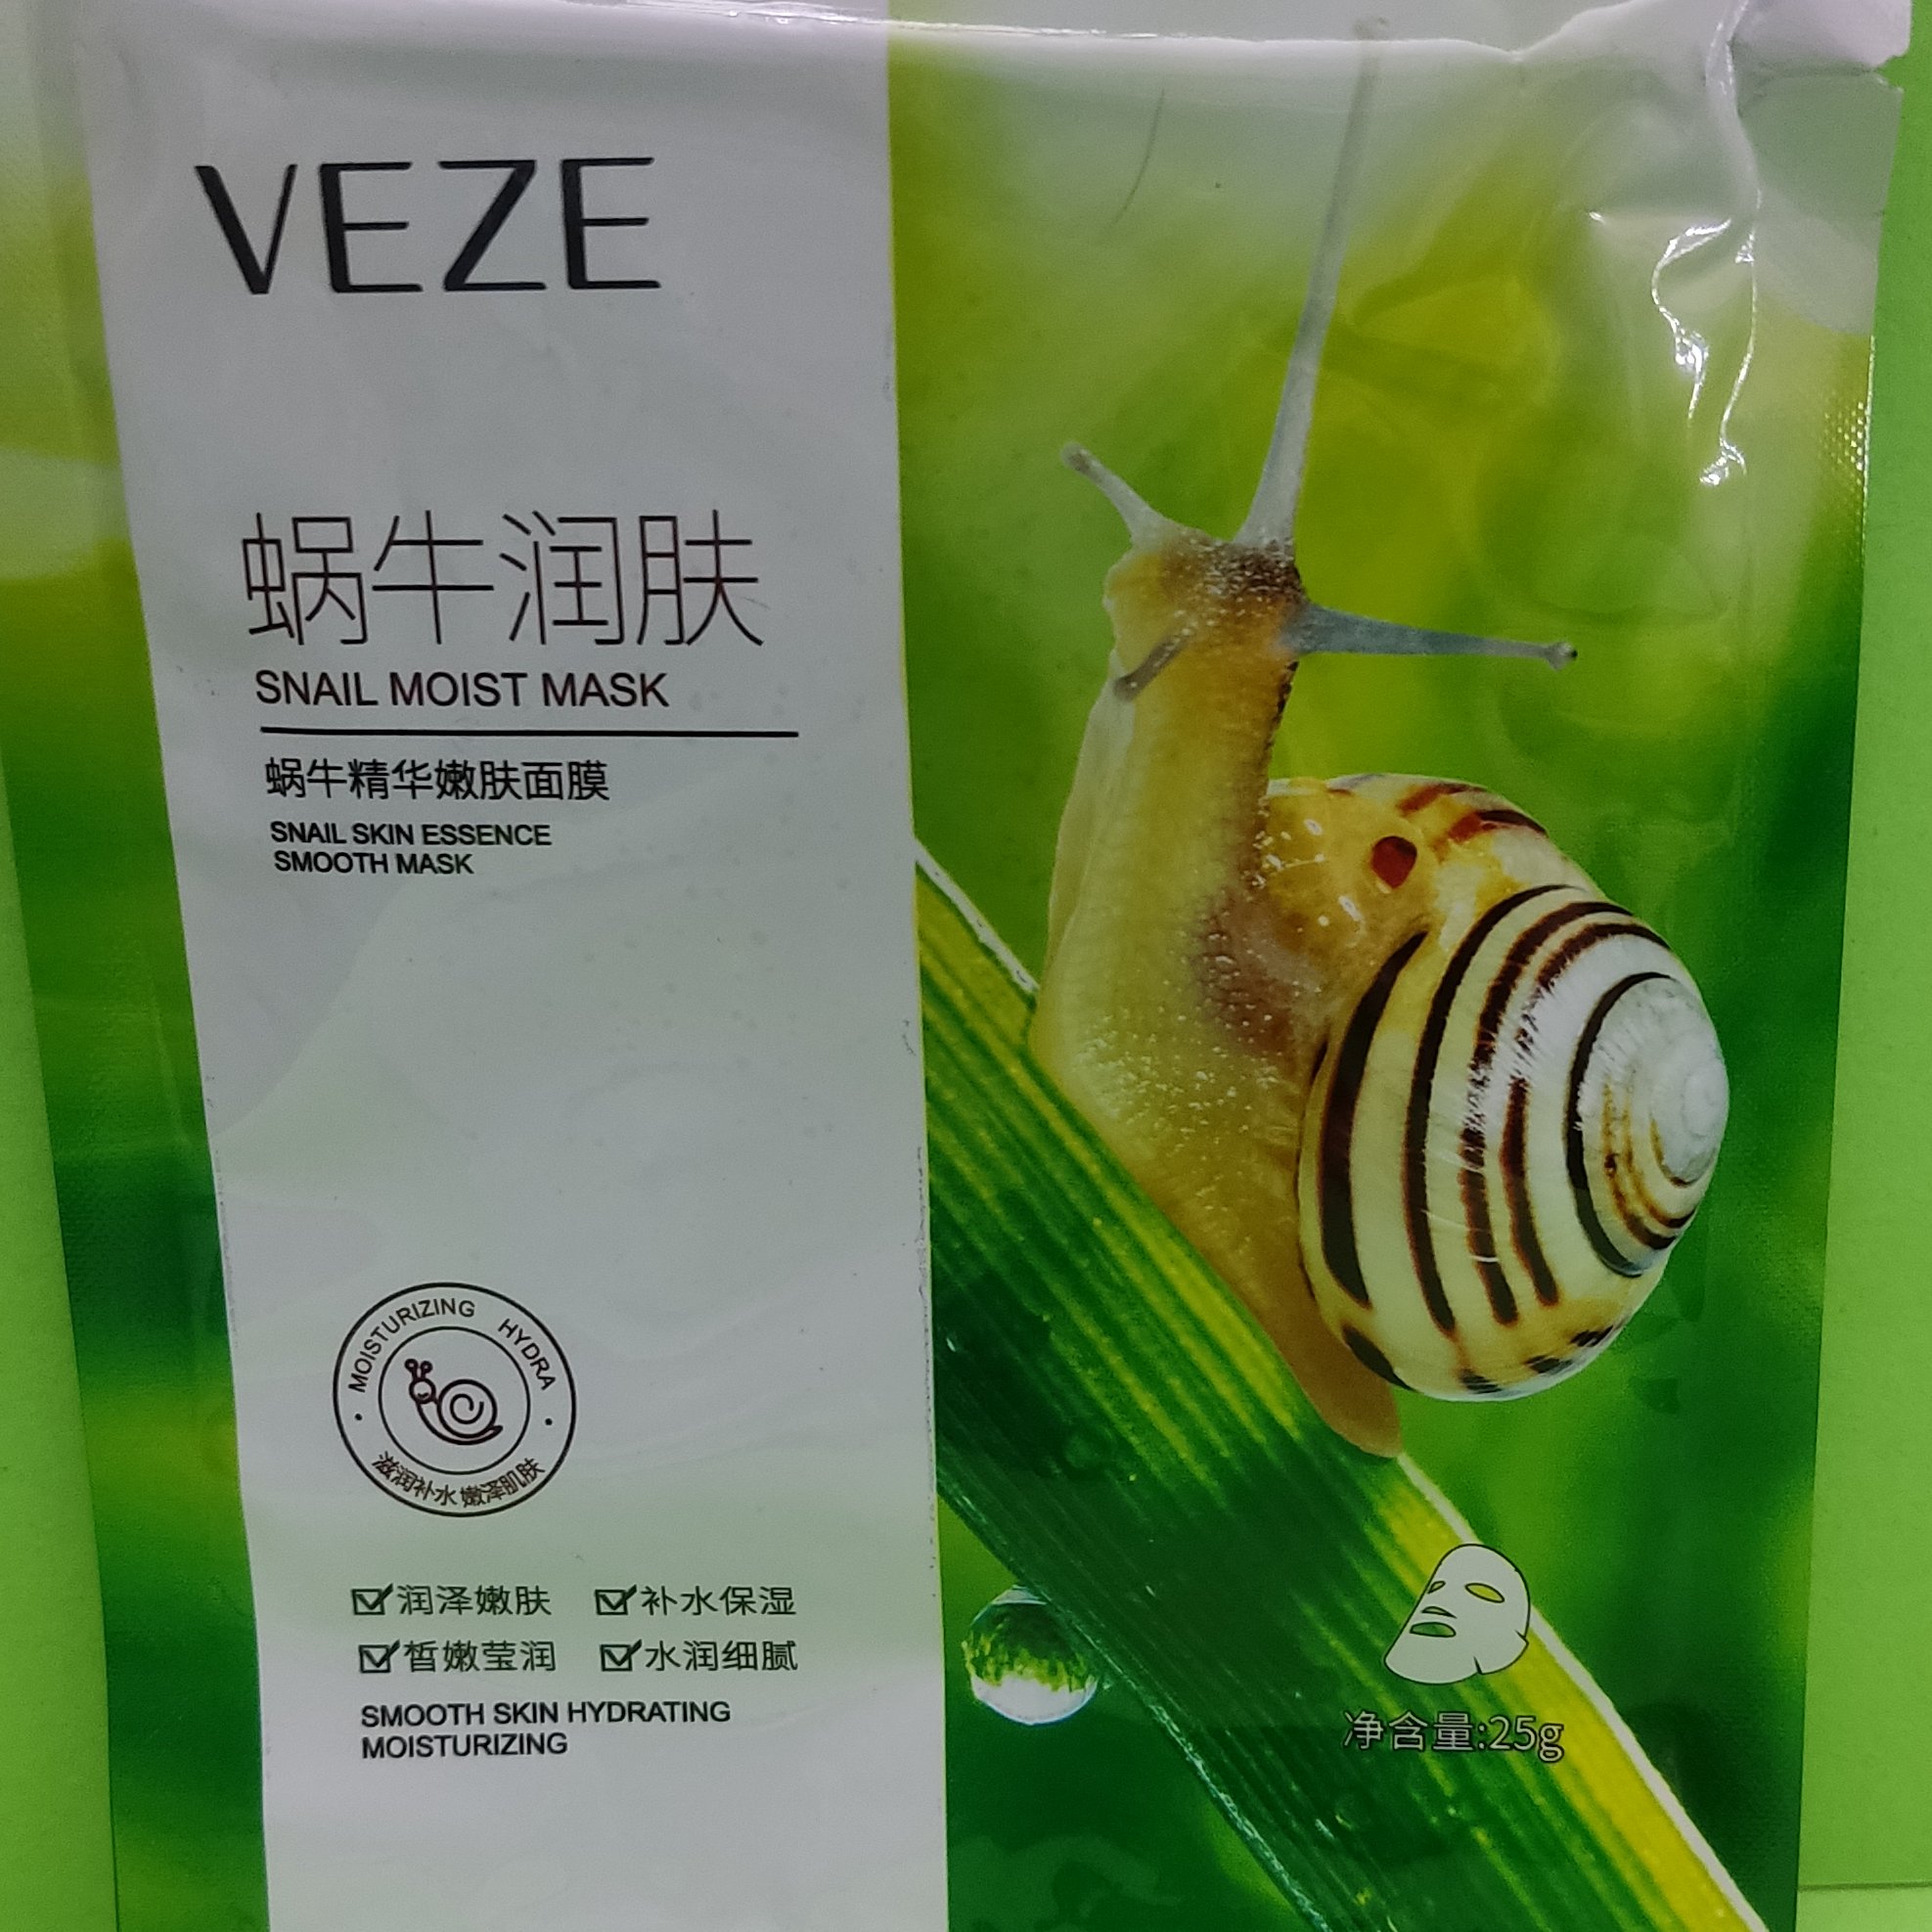 VEZE
蜗牛润肤
SNAIL MOIST MASK
蜗牛精华嫩肤面膜
SNAIL SKIN ESSENCE
SMOOTH MASK
MOISTURIZING HYDRA
滋润补水 嫩泽肌肤
润泽嫩肤 补水保湿
皙嫩莹润 水润细腻
SMOOTH SKIN HYDRATING
MOISTURIZING
净含量:25g